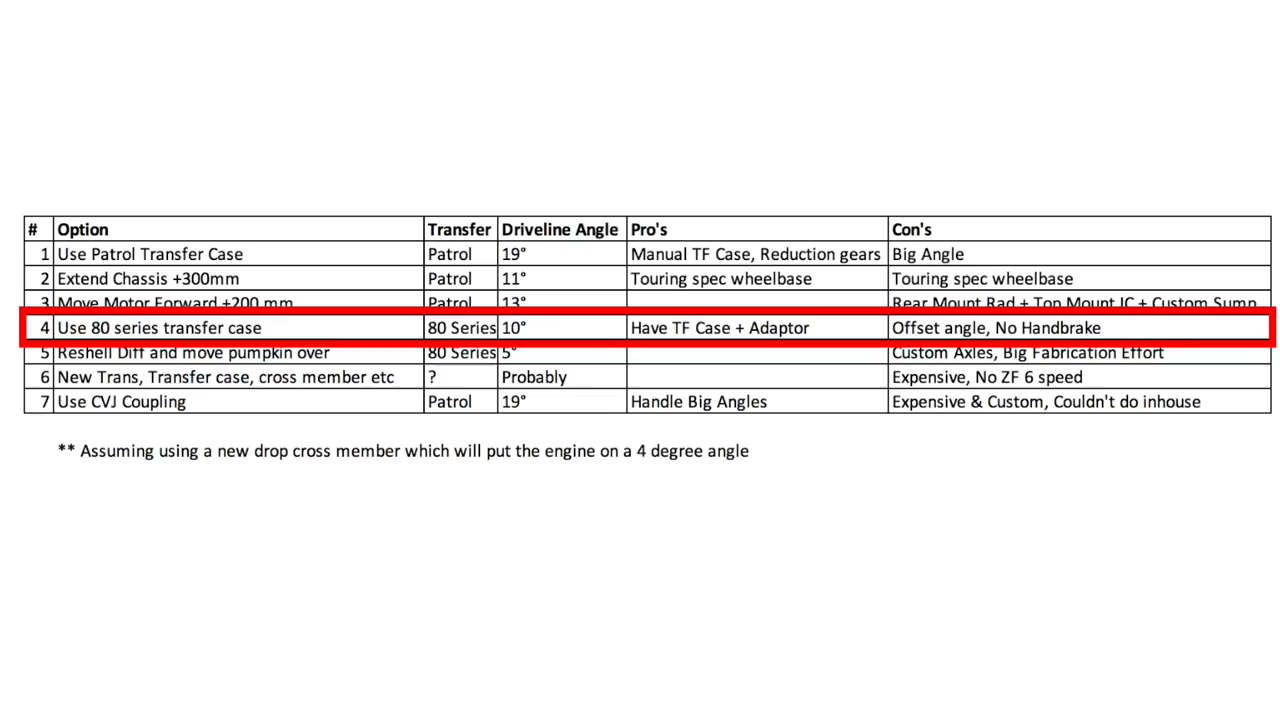 # Option Transfer Driveline Angle Pro's Con's
1 Use Patrol Transfer Case Patrol 19° Manual TF Case, Reduction gears Big Angle
2 Extend Chassis +300mm Patrol 11° Touring spec wheelbase Touring spec wheelbase
3 Move Motor Forward +200 mm Patrol 13° Rear Mount Rad + Top Mount IC + Custom Sump
4 Use 80 series transfer case 80 Series 10° Have TF Case + Adaptor Offset angle, No Handbrake
5 Reshell Diff and move pumpkin over 80 Series 5° Custom Axles, Big Fabrication Effort
6 New Trans, Transfer case, cross member etc ? Probably Expensive, No ZF 6 speed
7 Use CVJ Coupling Patrol 19° Handle Big Angles Expensive & Custom, Couldn't do inhouse
** Assuming using a new drop cross member which will put the engine on a 4 degree angle